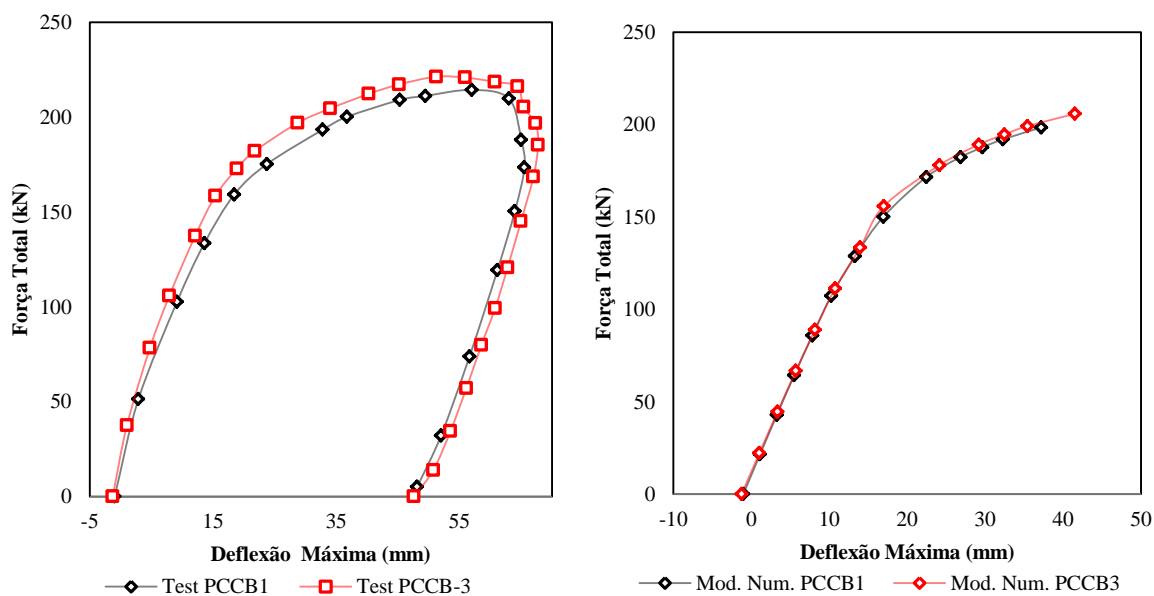 250
200
150
100
50
0
-5
15
35
55
Força Total (kN)
Deflexão Máxima (mm)
Test PCCB1
Test PCCB-3
250
200
150
100
50
0
-10
0
10
20
30
40
50
Força Total (kN)
Deflexão Máxima (mm)
Mod. Num. PCCB1
Mod. Num. PCCB3